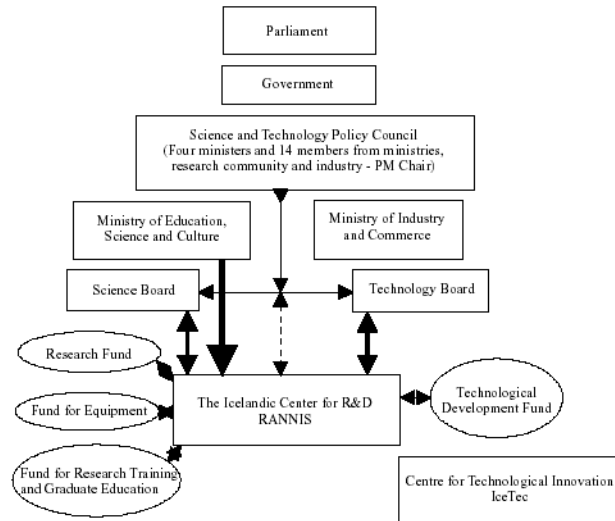 Parliament
Government
Science and Technology Policy Council
(Four ministers and 14 members from ministries,
research community and industry - PM Chair)
Ministry of Education,
Science and Culture
Ministry of Industry
and Commerce
Science Board
Technology Board
Research Fund
Fund for Equipment
Fund for Research Training
and Graduate Education
The Icelandic Center for R&D
RANNIS
Technological
Development Fund
Centre for Technological Innovation
IceTec